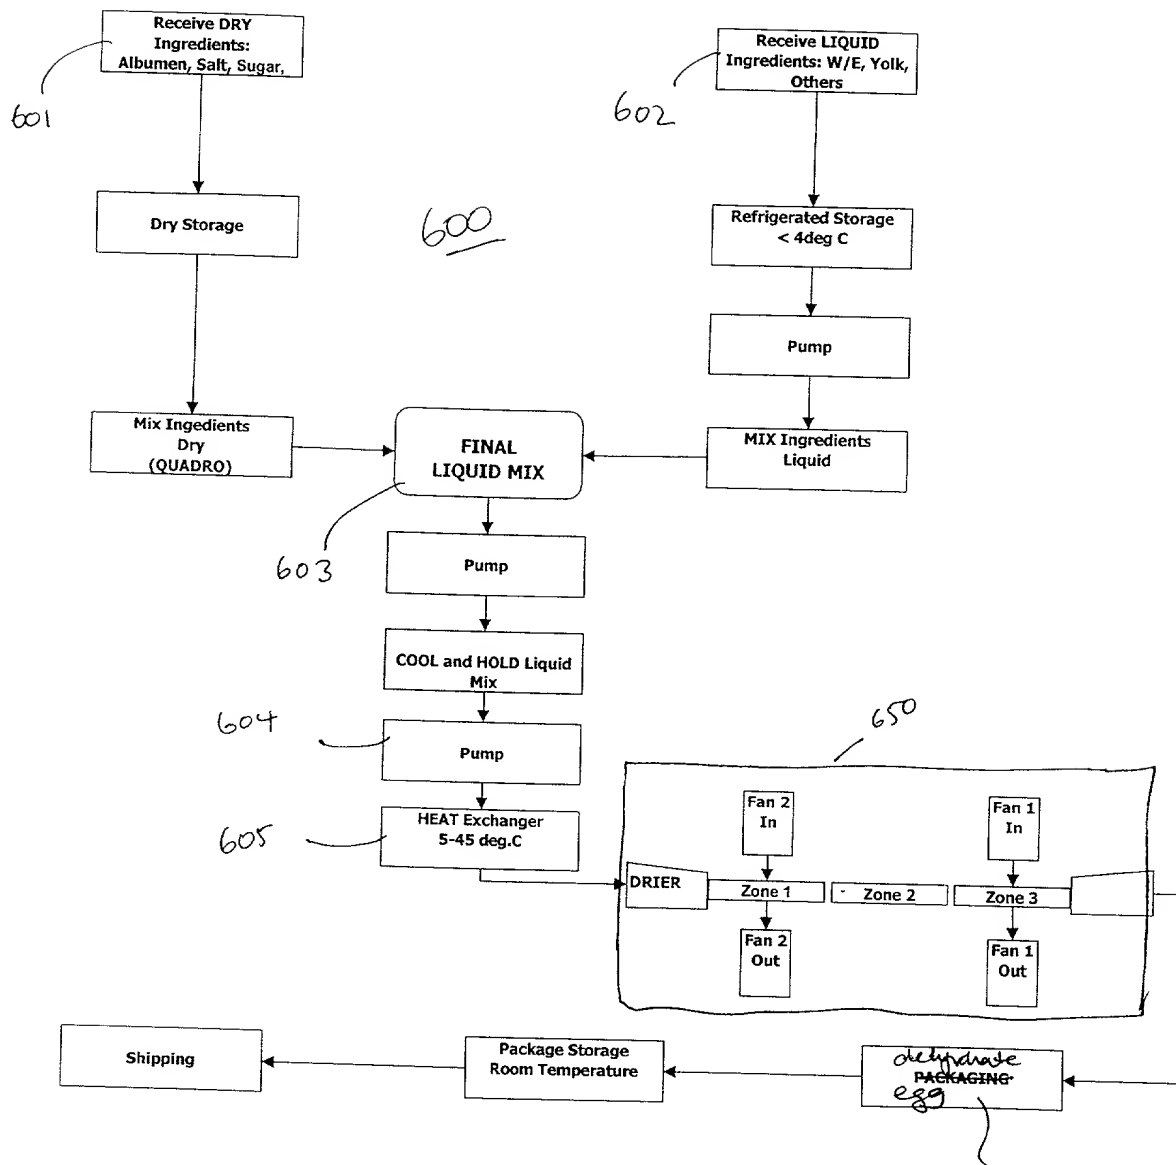 Receive DRY
Ingredients:
Albumen, Salt, Sugar,
601
Receive LIQUID
Ingredients: W/E, Yolk,
Others
602
Dry Storage
600
Refrigerated Storage
< 4deg C
Pump
Mix Ingedients
Dry
(QUADRO)
FINAL
LIQUID MIX
MIX Ingredients
Liquid
603
Pump
COOL and HOLD Liquid
Mix
604
Pump
605
HEAT Exchanger
5-45 deg.C
650
Fan 2
In
Fan 1
In
DRIER
Zone 1
Zone 2
Zone 3
Fan 2
Out
Fan 1
Out
Shipping
Package Storage
Room Temperature
dehydrate
PACKAGING
egg